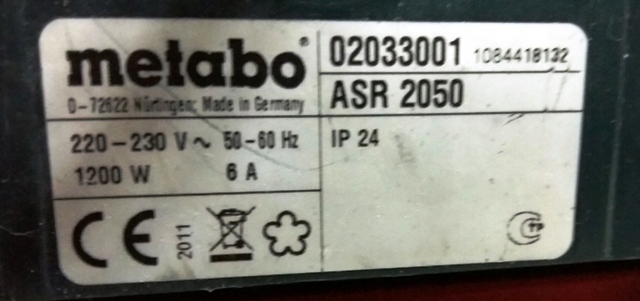 metabo®
D-72622 Nürtingen, Made in Germany
02033001 1084418132
ASR 2050
220-230 V ~ 50-60 Hz
1200 W 6 A
IP 24
CE
2011